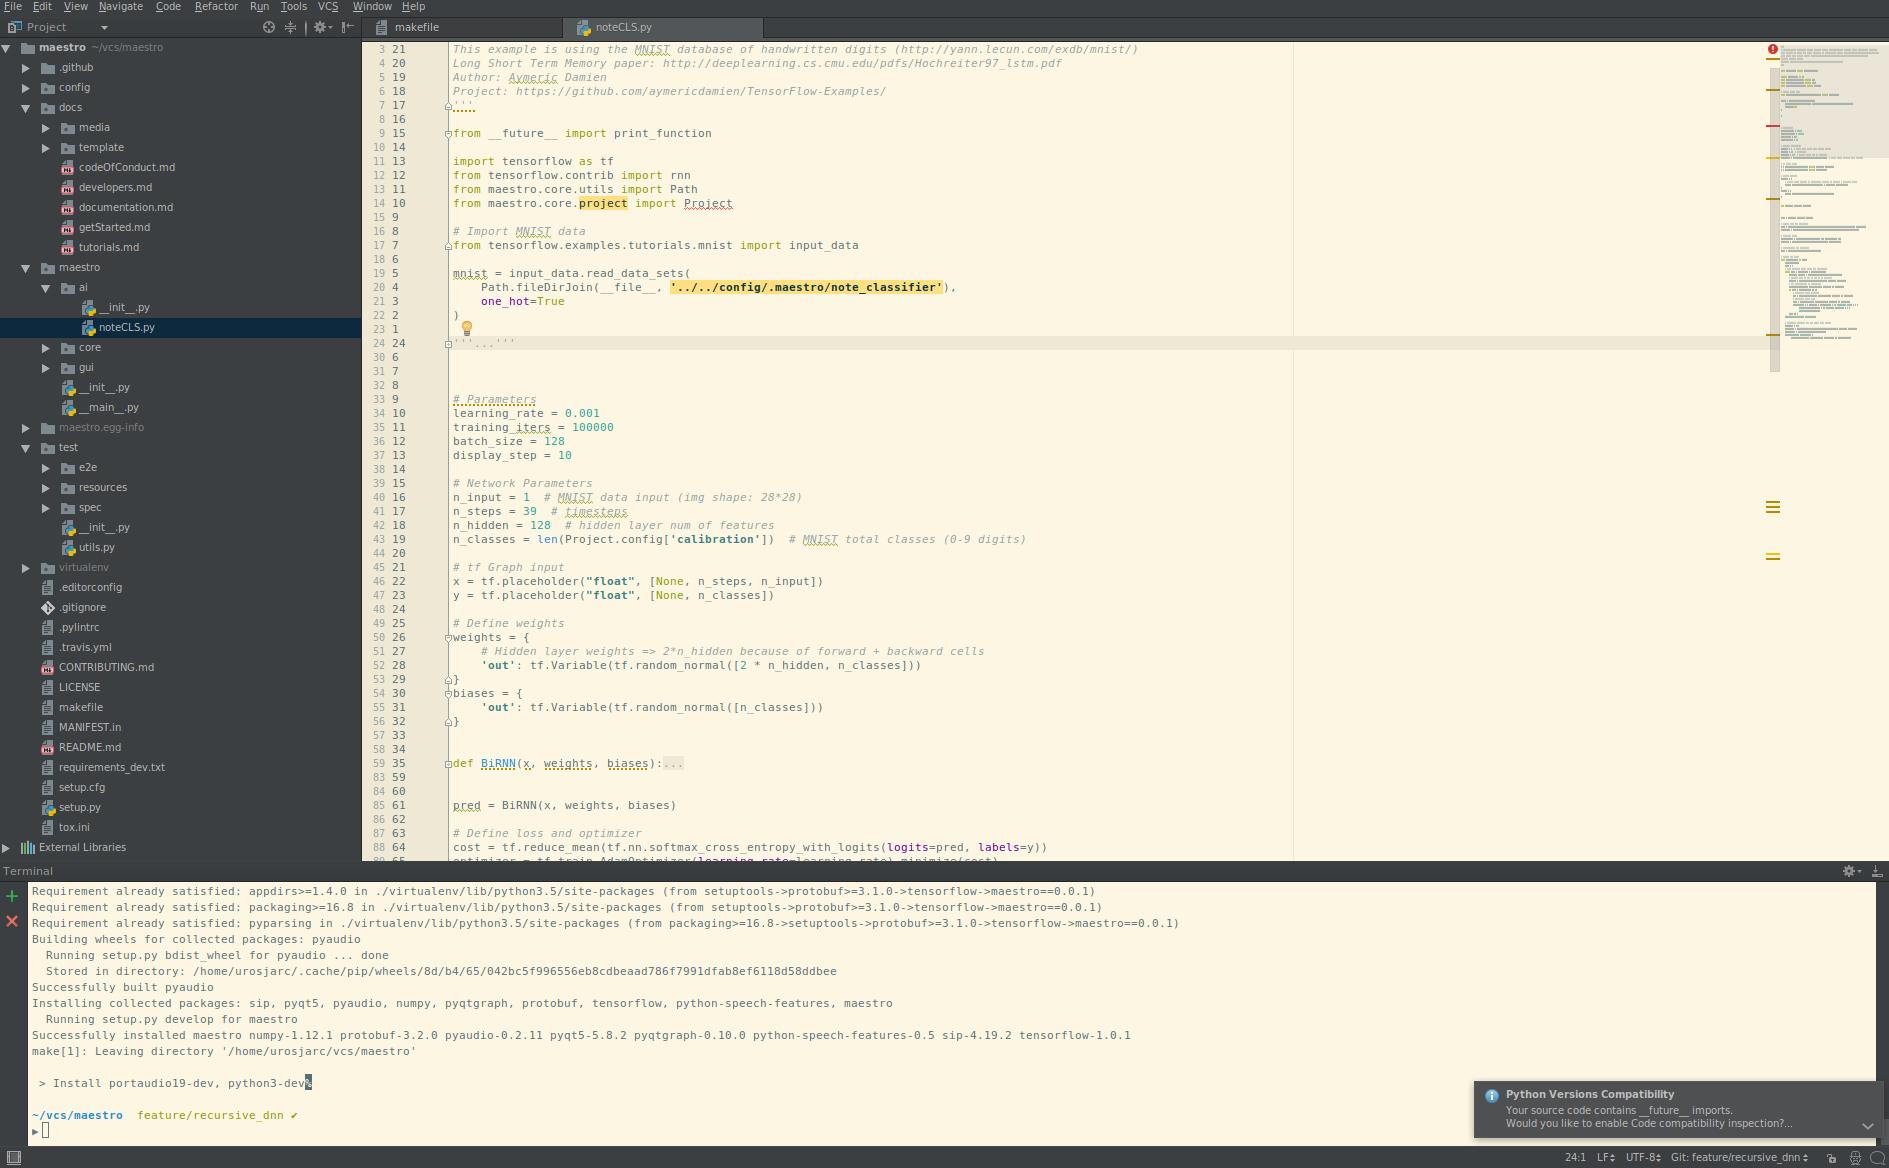 File Edit View Navigate Code Refactor Run Tools VCS Window Help
Project
makefile
noteCLS.py
maestro ~/vcs/maestro
.github
config
docs
media
template
codeOfConduct.md
developers.md
documentation.md
getStarted.md
tutorials.md
maestro
ai
__init__.py
noteCLS.py
core
gui
__init__.py
__main__.py
maestro.egg-info
test
e2e
resources
spec
__init__.py
utils.py
virtualenv
.editorconfig
.gitignore
.pylintrc
.travis.yml
CONTRIBUTING.md
LICENSE
makefile
MANIFEST.in
README.md
requirements_dev.txt
setup.cfg
setup.py
tox.ini
External Libraries
3 21 This example is using the MNIST database of handwritten digits (http://yann.lecun.com/exdb/mnist/)
4 20 Long Short Term Memory paper: http://deeplearning.cs.cmu.edu/pdfs/Hochreiter97_lstm.pdf
5 19 Author: Aymeric Damien
6 18 Project: https://github.com/aymericdamien/TensorFlow-Examples/
7 17 '''
8 16
9 15 from __future__ import print_function
10 14
11 13 import tensorflow as tf
12 12 from tensorflow.contrib import rnn
13 11 from maestro.core.utils import Path
14 10 from maestro.core.project import Project
15 9
16 8 # Import MNIST data
17 7 from tensorflow.examples.tutorials.mnist import input_data
18 6
19 5 mnist = input_data.read_data_sets(
20 4 Path.fileDirJoin(__file__, '../../config/.maestro/note_classifier'),
21 3 one_hot=True
22 2 )
23 1
24 24 '''...'''
30 6
31 7
32 8
33 9 # Parameters
34 10 learning_rate = 0.001
35 11 training_iters = 100000
36 12 batch_size = 128
37 13 display_step = 10
38 14
39 15 # Network Parameters
40 16 n_input = 1 # MNIST data input (img shape: 28*28)
41 17 n_steps = 39 # timesteps
42 18 n_hidden = 128 # hidden layer num of features
43 19 n_classes = len(Project.config['calibration']) # MNIST total classes (0-9 digits)
44 20
45 21 # tf Graph input
46 22 x = tf.placeholder("float", [None, n_steps, n_input])
47 23 y = tf.placeholder("float", [None, n_classes])
48 24
49 25 # Define weights
50 26 weights = {
51 27 # Hidden layer weights => 2*n_hidden because of forward + backward cells
52 28 'out': tf.Variable(tf.random_normal([2 * n_hidden, n_classes]))
53 29 }
54 30 biases = {
55 31 'out': tf.Variable(tf.random_normal([n_classes]))
56 32 }
57 33
58 34
59 35 def BiRNN(x, weights, biases):...
83 59
84 60
85 61 pred = BiRNN(x, weights, biases)
86 62
87 63 # Define loss and optimizer
88 64 cost = tf.reduce_mean(tf.nn.softmax_cross_entropy_with_logits(logits=pred, labels=y))
89 65 optimizer = tf.train.AdamOptimizer(learning_rate=learning_rate).minimize(cost)
Terminal
Requirement already satisfied: appdirs>=1.4.0 in ./virtualenv/lib/python3.5/site-packages (from setuptools->protobuf>=3.1.0->tensorflow->maestro==0.0.1)
Requirement already satisfied: packaging>=16.8 in ./virtualenv/lib/python3.5/site-packages (from setuptools->protobuf>=3.1.0->tensorflow->maestro==0.0.1)
Requirement already satisfied: pyparsing in ./virtualenv/lib/python3.5/site-packages (from packaging>=16.8->setuptools->protobuf>=3.1.0->tensorflow->maestro==0.0.1)
Building wheels for collected packages: pyaudio
Running setup.py bdist_wheel for pyaudio ... done
Stored in directory: /home/urosjarc/.cache/pip/wheels/8d/b4/65/042bc5f996556eb8cdbeaad786f7991dfab8ef6118d58ddbee
Successfully built pyaudio
Installing collected packages: sip, pyqt5, pyaudio, numpy, pyqtgraph, protobuf, tensorflow, python-speech-features, maestro
Running setup.py develop for maestro
Successfully installed maestro numpy-1.12.1 protobuf-3.2.0 pyaudio-0.2.11 pyqt5-5.8.2 pyqtgraph-0.10.0 python-speech-features-0.5 sip-4.19.2 tensorflow-1.0.1
make[1]: Leaving directory '/home/urosjarc/vcs/maestro'
> Install portaudio19-dev, python3-dev%
~/vcs/maestro feature/recursive_dnn ✔
Python Versions Compatibility
Your source code contains __future__ imports.
Would you like to enable Code compatibility inspection?...
24:1 LF UTF-8 Git: feature/recursive_dnn